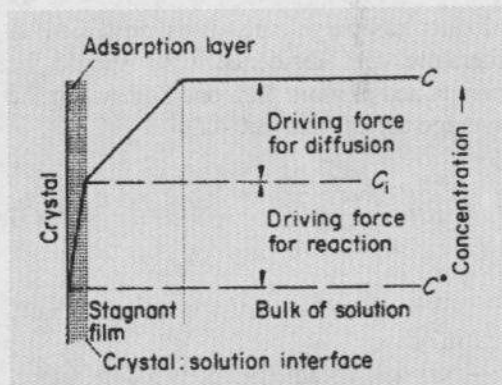 Adsorption layer
C
Driving force
for diffusion
Cᵢ
Driving force
for reaction
C*
Crystal
Concentration
Stagnant
film
Bulk of solution
Crystal: solution interface